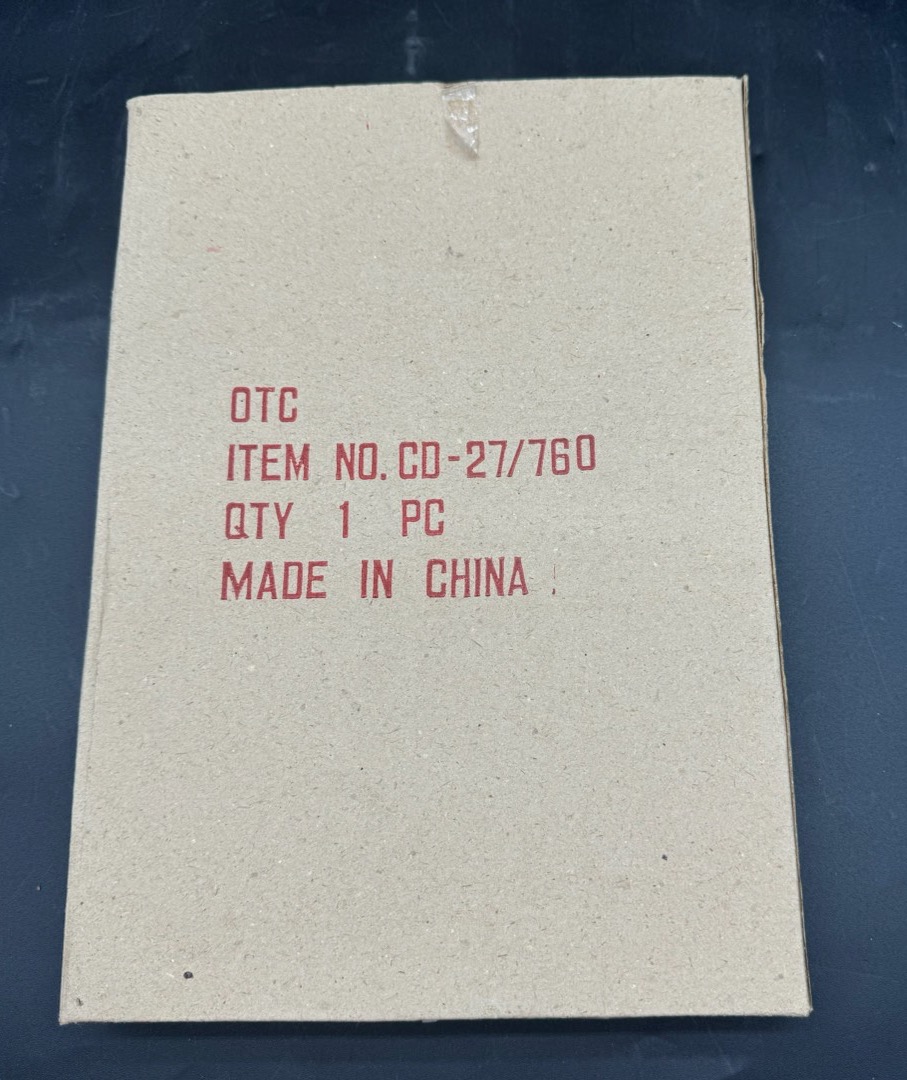 OTC
ITEM NO. CD-27/760
QTY 1 PC
MADE IN CHINA